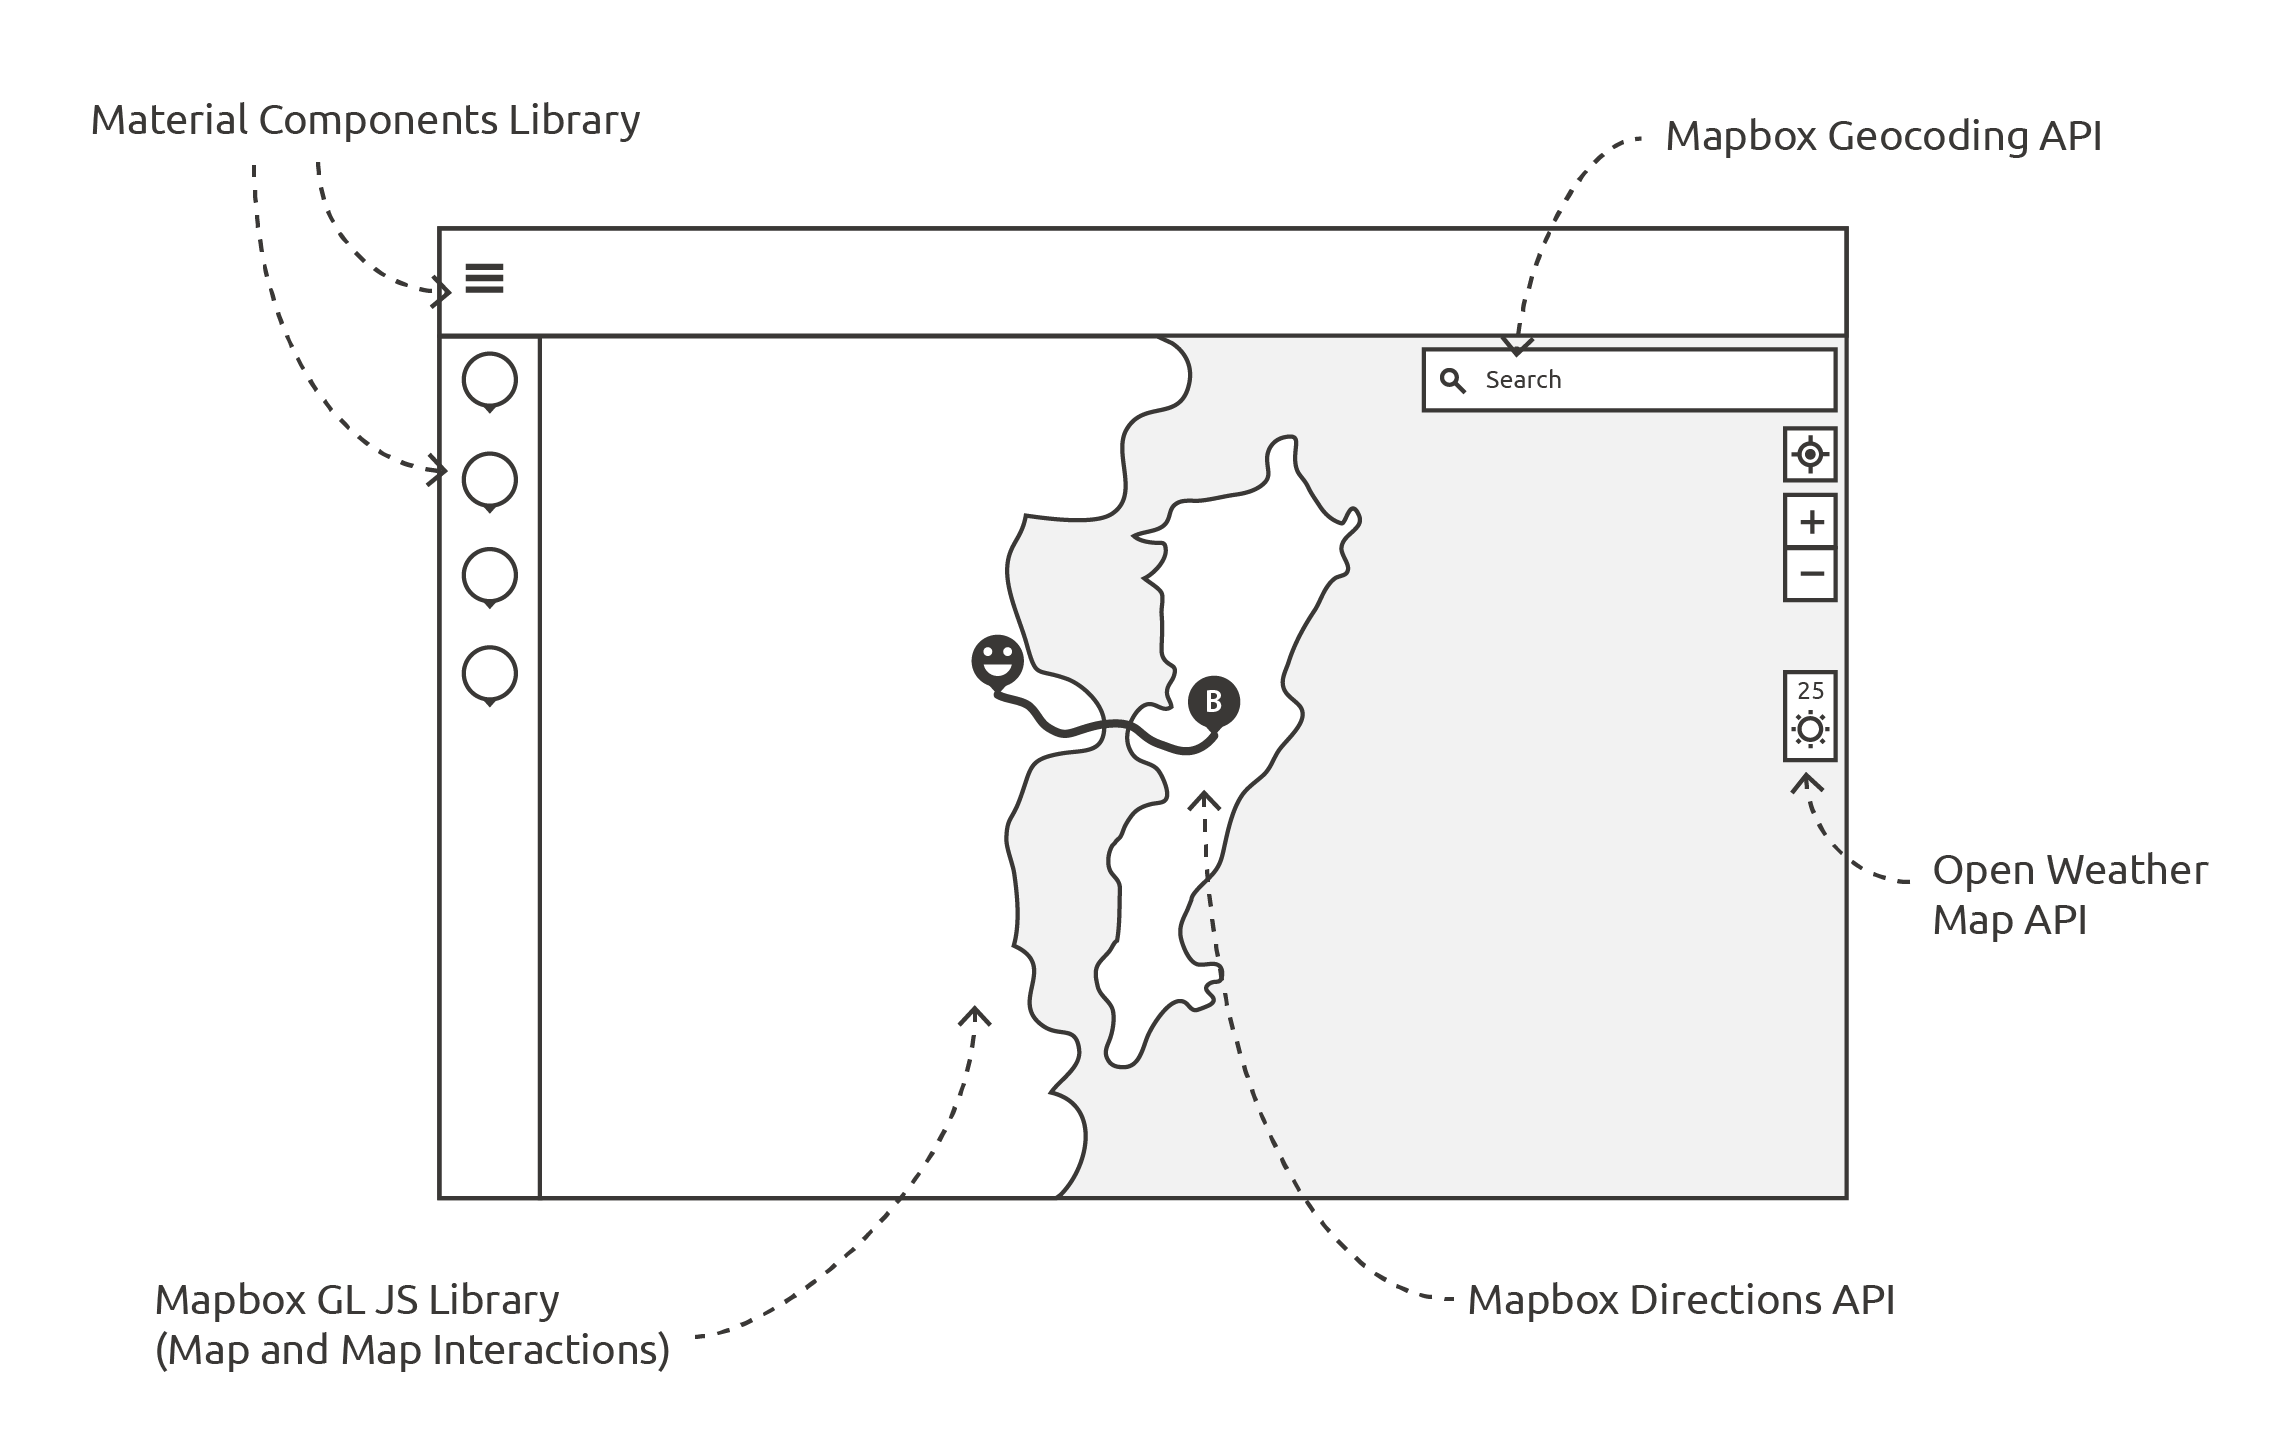 Material Components Library
Mapbox Geocoding API
Search
+
−
25
B
Open Weather
Map API
Mapbox GL JS Library
(Map and Map Interactions)
Mapbox Directions API